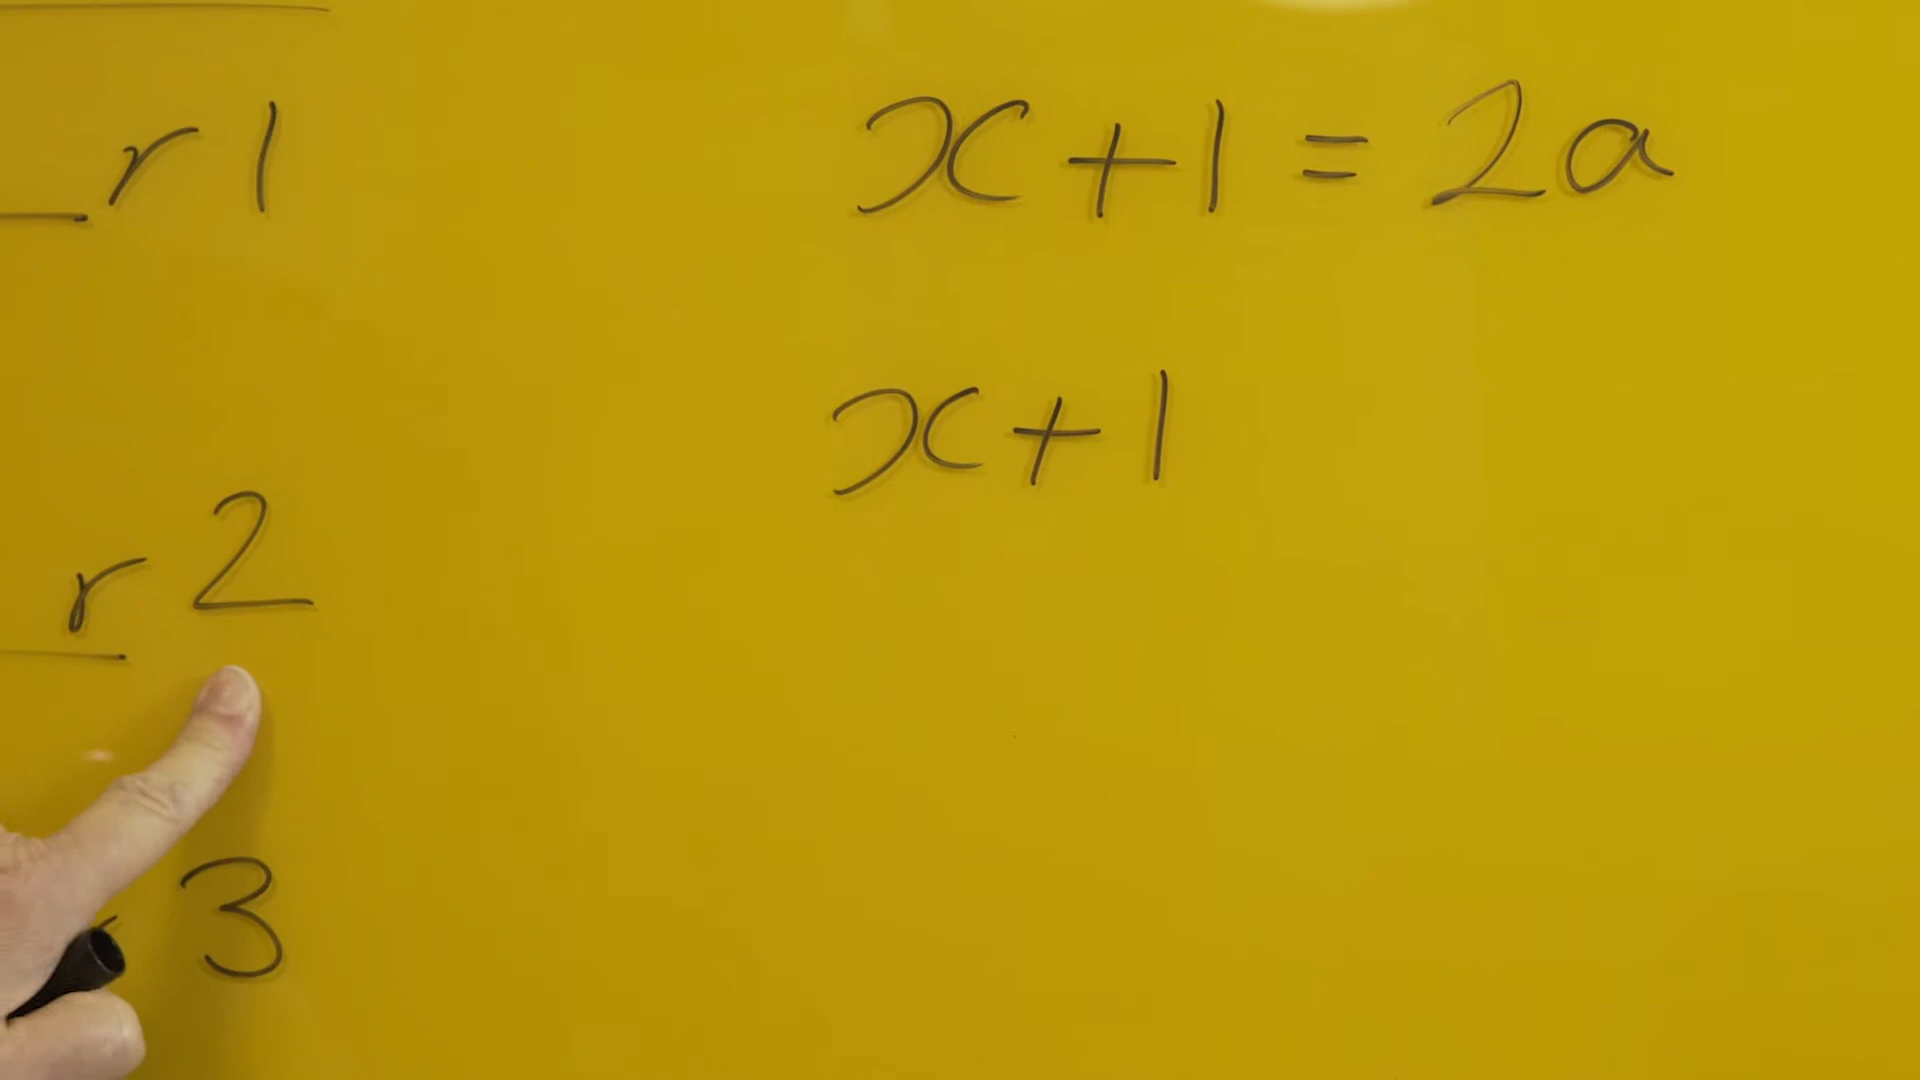 r 1
x + 1 = 2a
x + 1
r 2
3